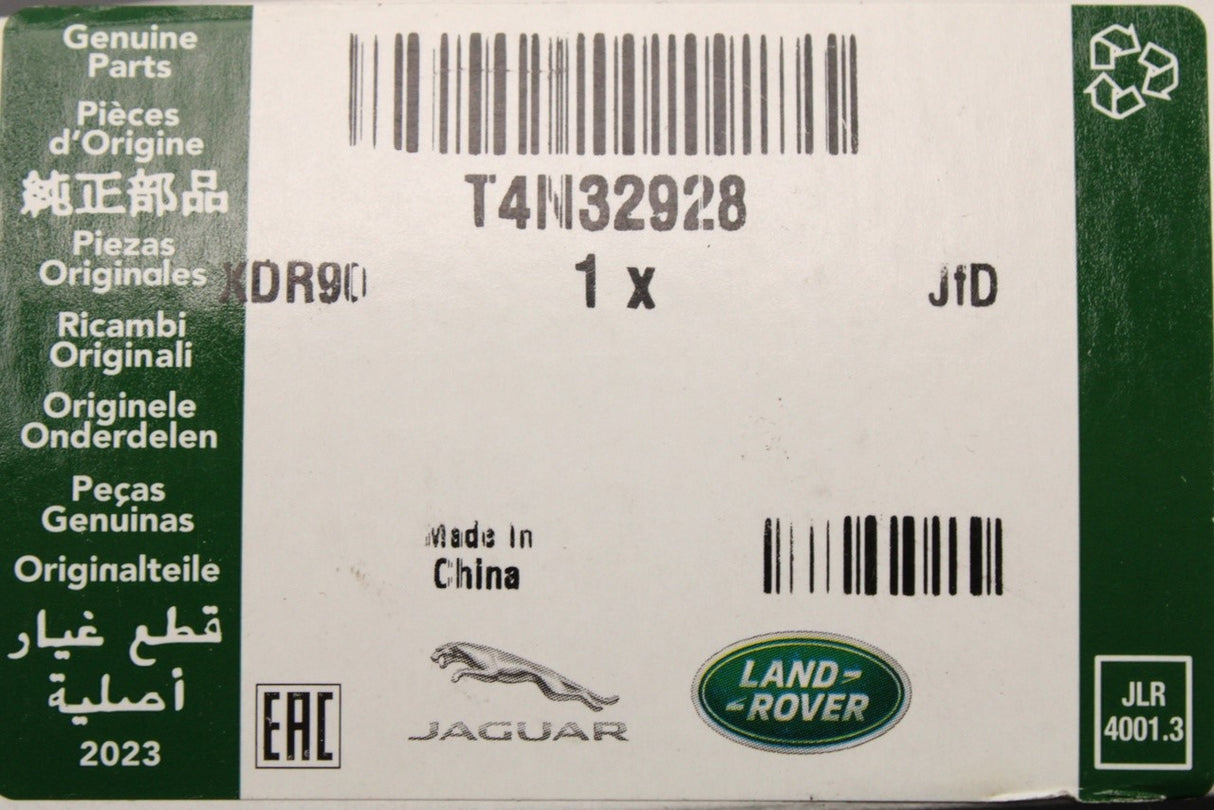 Genuine
Parts
Pièces
d'Origine
純正部品
Piezas
Originales
Ricambi
Originali
Originele
Onderdelen
Peças
Genuinas
Originalteile
قطع غيار
أصلية
2023
T4N32928
XDR90
1 x
JfD
Made In
China
EAC
JAGUAR
LAND-
-ROVER
JLR
4001.3